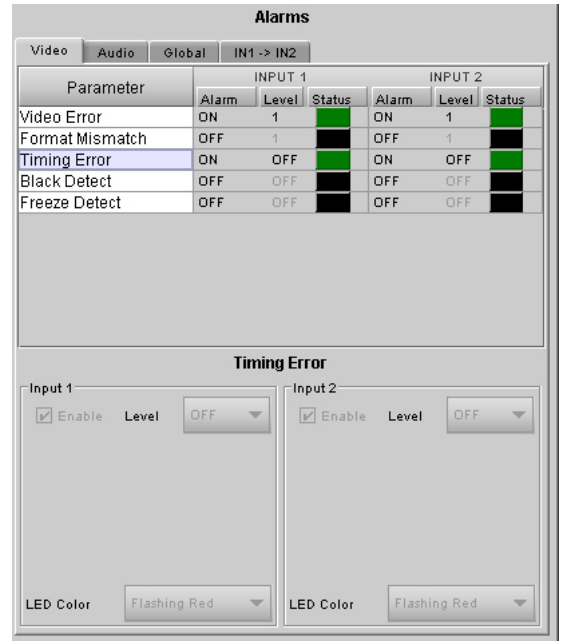 Alarms
Video Audio Global IN1 -> IN2
Parameter INPUT 1 INPUT 2
Alarm Level Status Alarm Level Status
Video Error ON 1 ON 1
Format Mismatch OFF 1 OFF 1
Timing Error ON OFF ON OFF
Black Detect OFF OFF OFF OFF
Freeze Detect OFF OFF OFF OFF
Timing Error
Input 1 Input 2
Enable Level OFF Enable Level OFF
LED Color Flashing Red LED Color Flashing Red